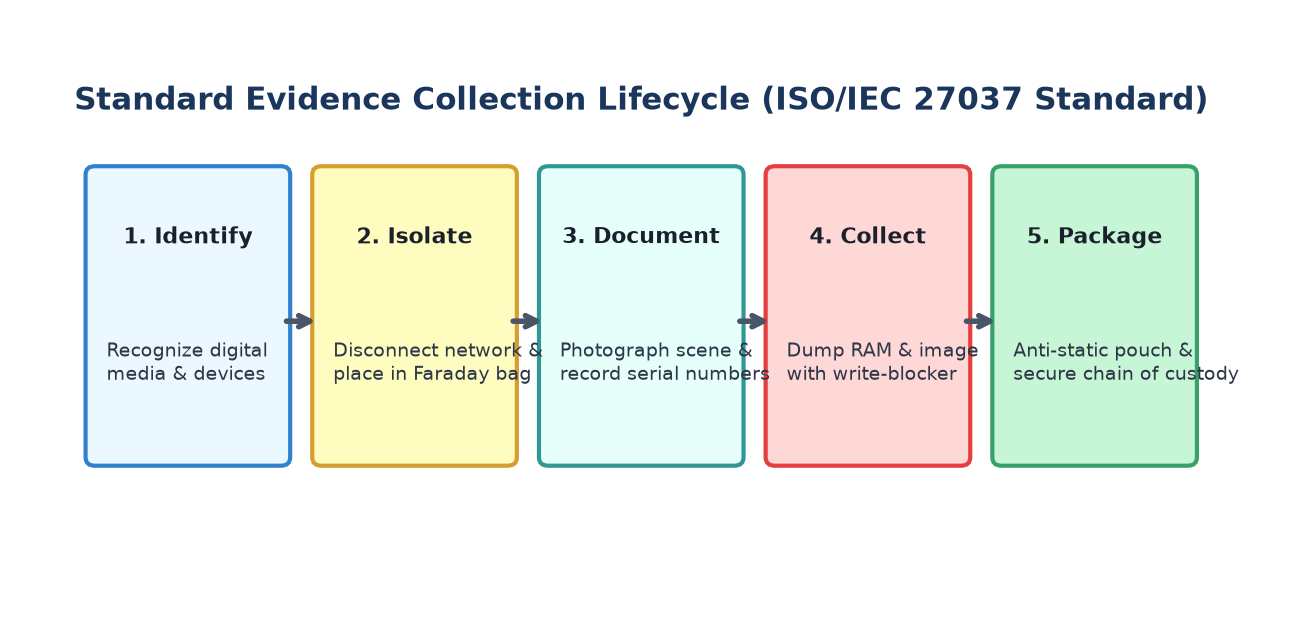 Standard Evidence Collection Lifecycle (ISO/IEC 27037 Standard)
1. Identify
Recognize digital
media & devices
2. Isolate
Disconnect network &
place in Faraday bag
3. Document
Photograph scene &
record serial numbers
4. Collect
Dump RAM & image
with write-blocker
5. Package
Anti-static pouch &
secure chain of custody